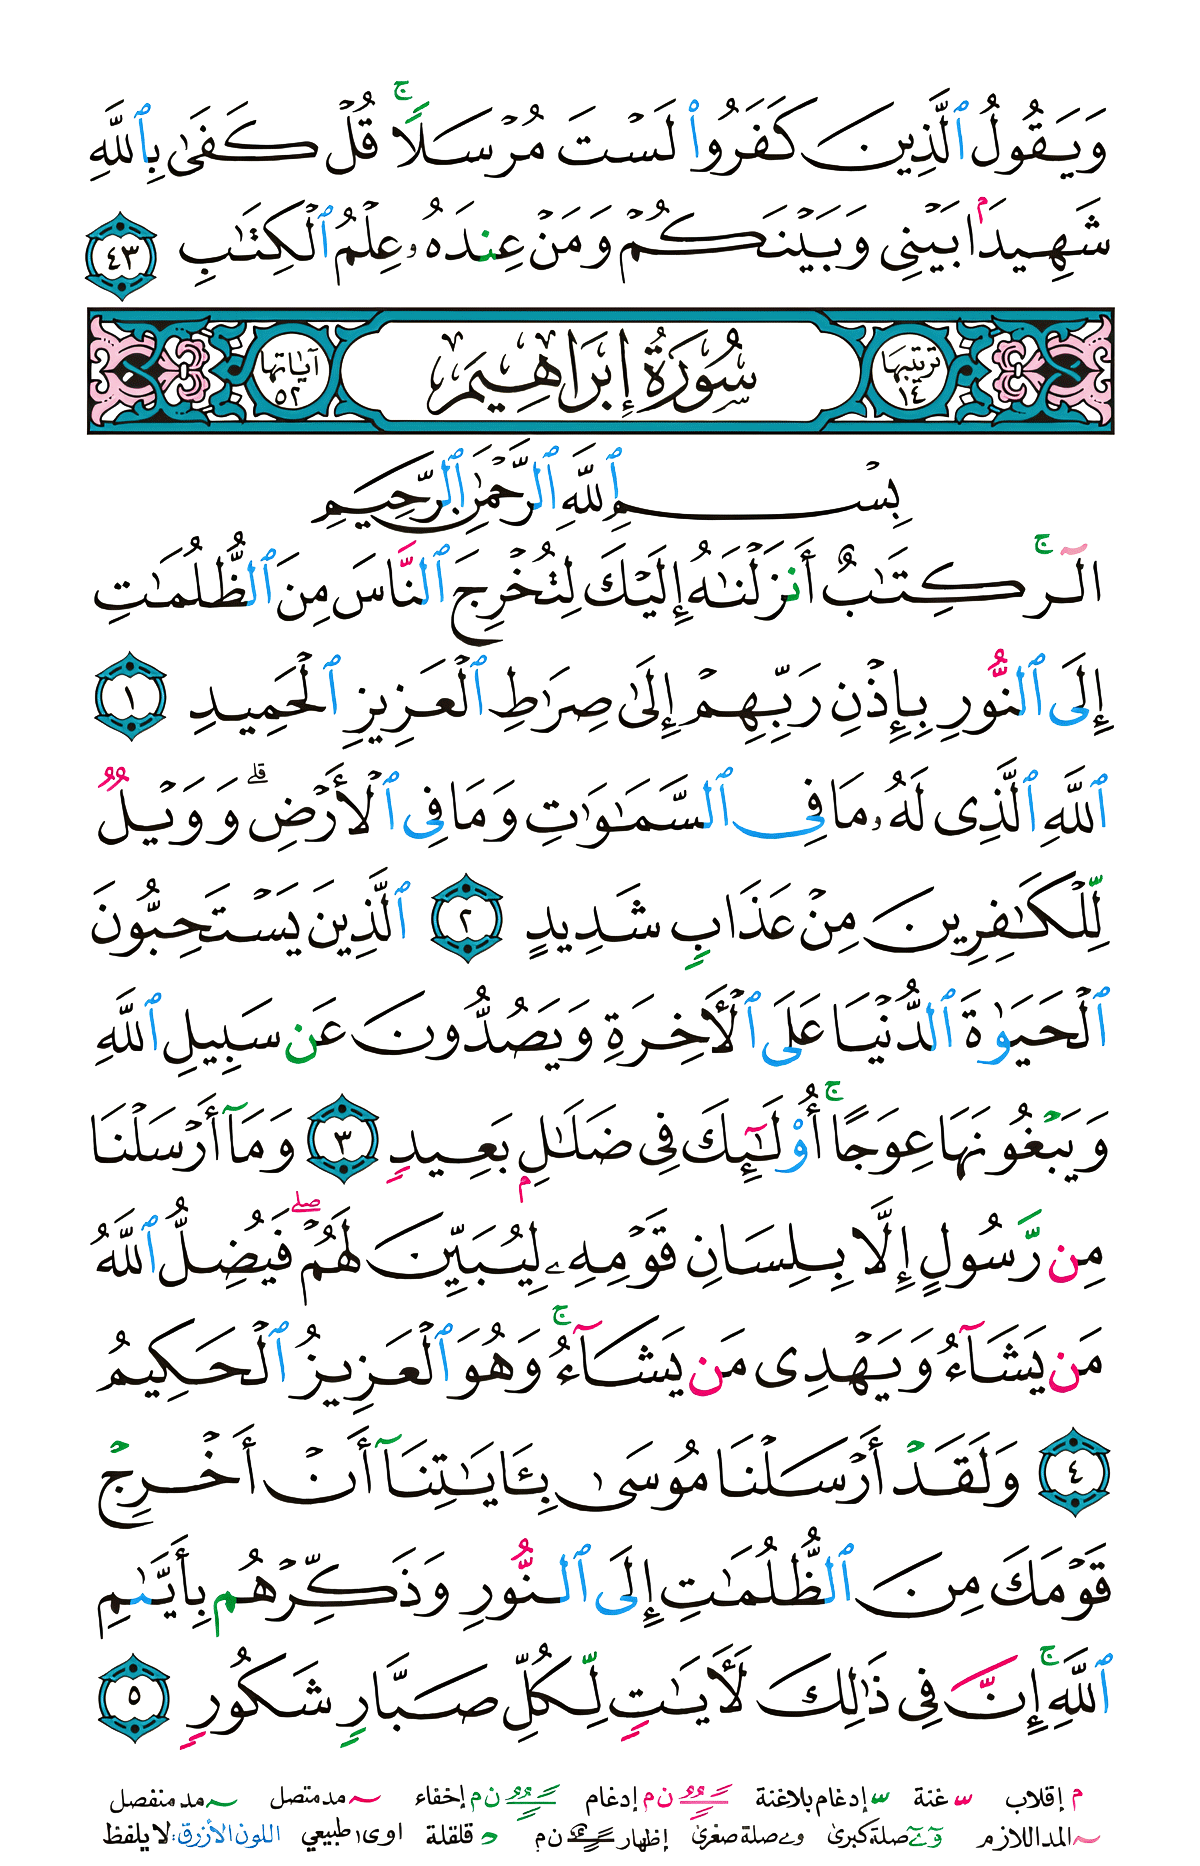 وَيَقُولُ ٱلَّذِينَ كَفَرُوا۟ لَسْتَ مُرْسَلًا ۚ قُلْ كَفَىٰ بِٱللَّهِ
شَهِيدًۢا بَيْنِى وَبَيْنَكُمْ وَمَنْ عِندَهُۥ عِلْمُ ٱلْكِتَٰبِ ٤٣
ترتيبها ١٤ سُورَةُ إِبْرَاهِيمَ آياتها ٥٢
بِسْمِ ٱللَّهِ ٱلرَّحْمَٰنِ ٱلرَّحِيمِ
الٓر ۚ كِتَٰبٌ أَنزَلْنَٰهُ إِلَيْكَ لِتُخْرِجَ ٱلنَّاسَ مِنَ ٱلظُّلُمَٰتِ
إِلَى ٱلنُّورِ بِإِذْنِ رَبِّهِمْ إِلَىٰ صِرَٰطِ ٱلْعَزِيزِ ٱلْحَمِيدِ ١
ٱللَّهِ ٱلَّذِى لَهُۥ مَا فِى ٱلسَّمَٰوَٰتِ وَمَا فِى ٱلْأَرْضِ ۗ وَوَيْلٌ
لِّلْكَٰفِرِينَ مِنْ عَذَابٍ شَدِيدٍ ٢ ٱلَّذِينَ يَسْتَحِبُّونَ
ٱلْحَيَوٰةَ ٱلدُّنْيَا عَلَى ٱلْأَخِرَةِ وَيَصُدُّونَ عَن سَبِيلِ ٱللَّهِ
وَيَبْغُونَهَا عِوَجًا ۚ أُو۟لَٰٓئِكَ فِى ضَلَٰلٍۭ بَعِيدٍ ٣ وَمَآ أَرْسَلْنَا
مِن رَّسُولٍ إِلَّا بِلِسَانِ قَوْمِهِۦ لِيُبَيِّنَ لَهُمْ ۖ فَيُضِلُّ ٱللَّهُ
مَن يَشَآءُ وَيَهْدِى مَن يَشَآءُ ۚ وَهُوَ ٱلْعَزِيزُ ٱلْحَكِيمُ
٤ وَلَقَدْ أَرْسَلْنَا مُوسَىٰ بِـَٔايَٰتِنَآ أَنْ أَخْرِجْ
قَوْمَكَ مِنَ ٱلظُّلُمَٰتِ إِلَى ٱلنُّورِ وَذَكِّرْهُم بِأَيَّىٰمِ
ٱللَّهِ ۚ إِنَّ فِى ذَٰلِكَ لَأَيَٰتٍ لِّكُلِّ صَبَّارٍ شَكُورٍ ٥
م إقلاب غنة إدغام بلاغنة ن م إدغام ن م إخفاء مد متصل مد منفصل
المد اللازم صلة كبرى صلة صغرى ن م إظهار قلقلة اوى طبيعي اللون الأزرق: لا يلفظ